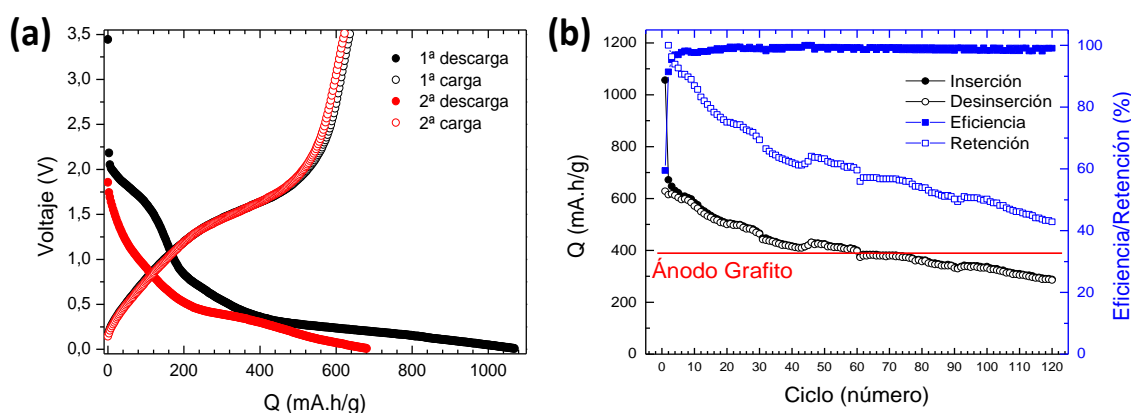 (a)
3,5
3,0
2,5
2,0
1,5
1,0
0,5
0,0
Voltaje (V)
1ª descarga
1ª carga
2ª descarga
2ª carga
0 200 400 600 800 1000
Q (mA.h/g)
(b)
1200
1000
800
600
400
200
0
Q (mA.h/g)
Inserción
Desinserción
Eficiencia
Retención
Ánodo Grafito
0 10 20 30 40 50 60 70 80 90 100 110 120
Ciclo (número)
100
80
60
40
20
0
Eficiencia/Retención (%)